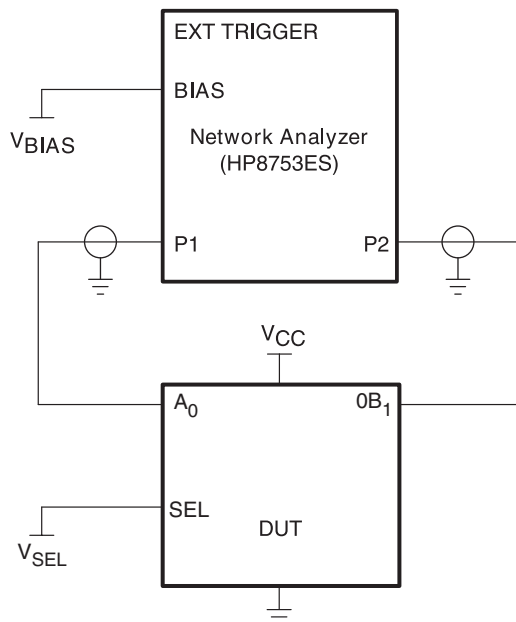 EXT TRIGGER
BIAS
VBIAS
Network Analyzer
(HP8753ES)
P1
P2
VCC
A0
0B1
SEL
VSEL
DUT